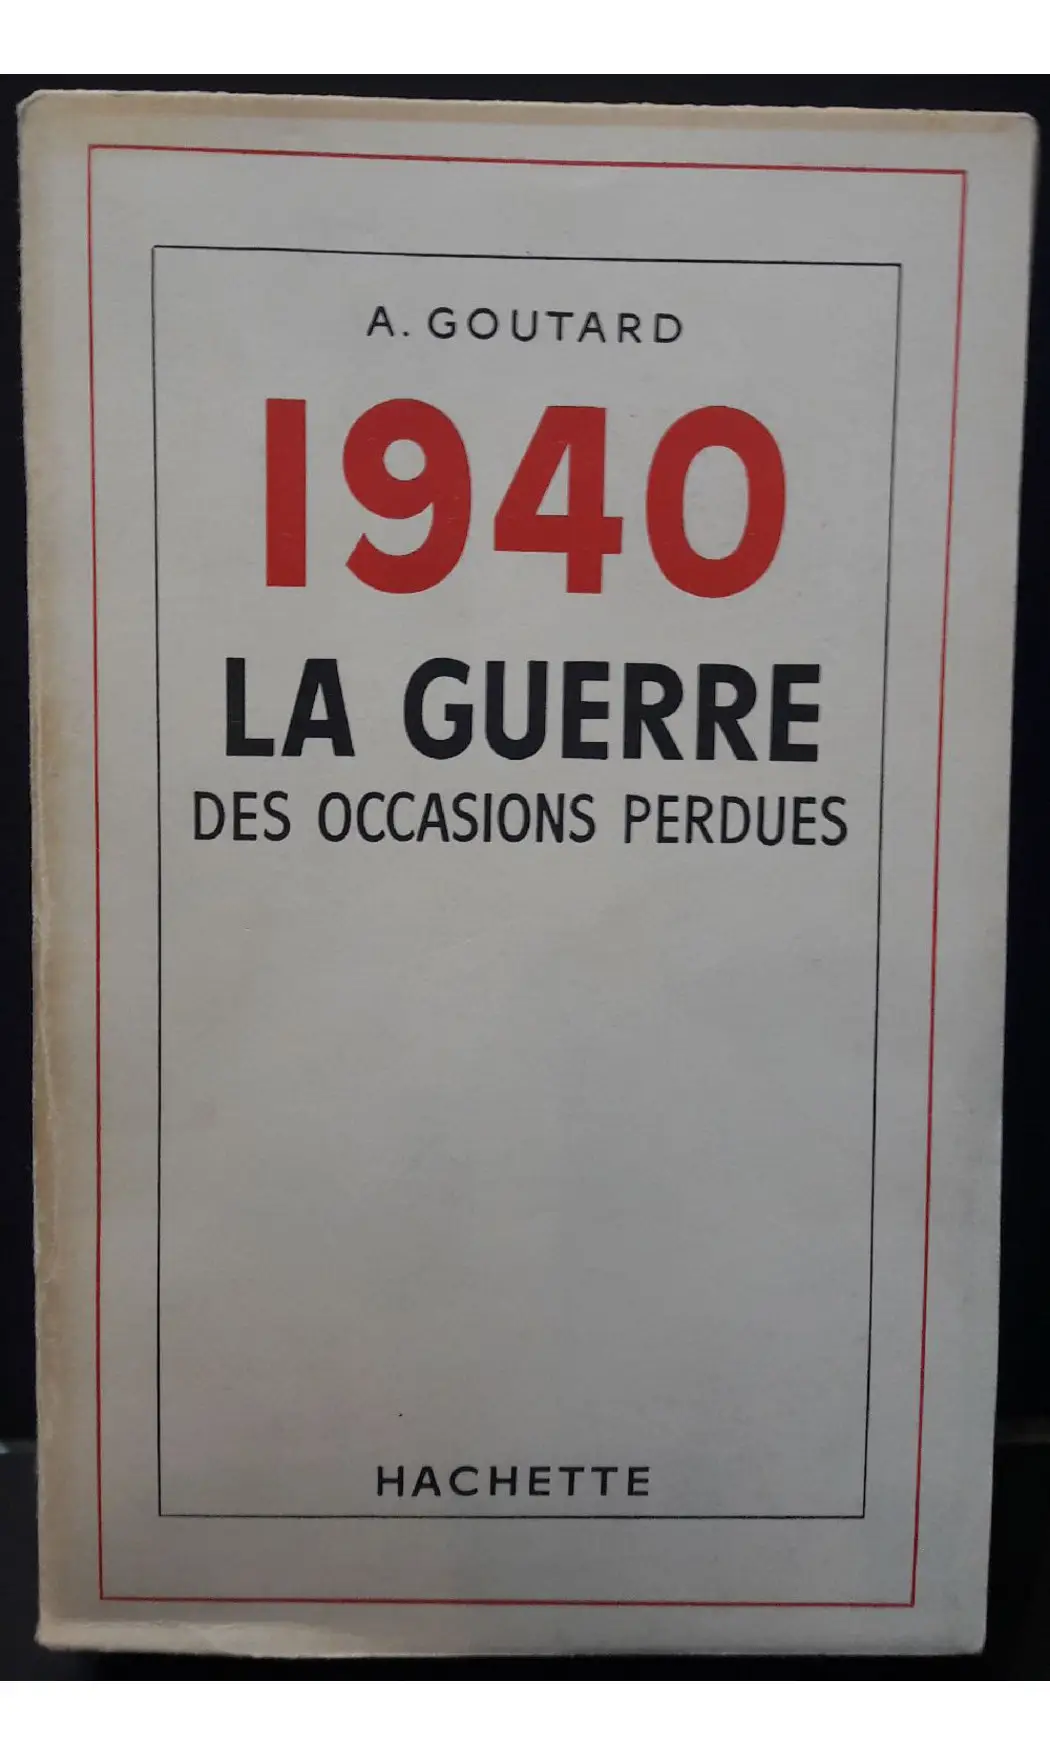 A. GOUTARD
1940
LA GUERRE
DES OCCASIONS PERDUES
HACHETTE